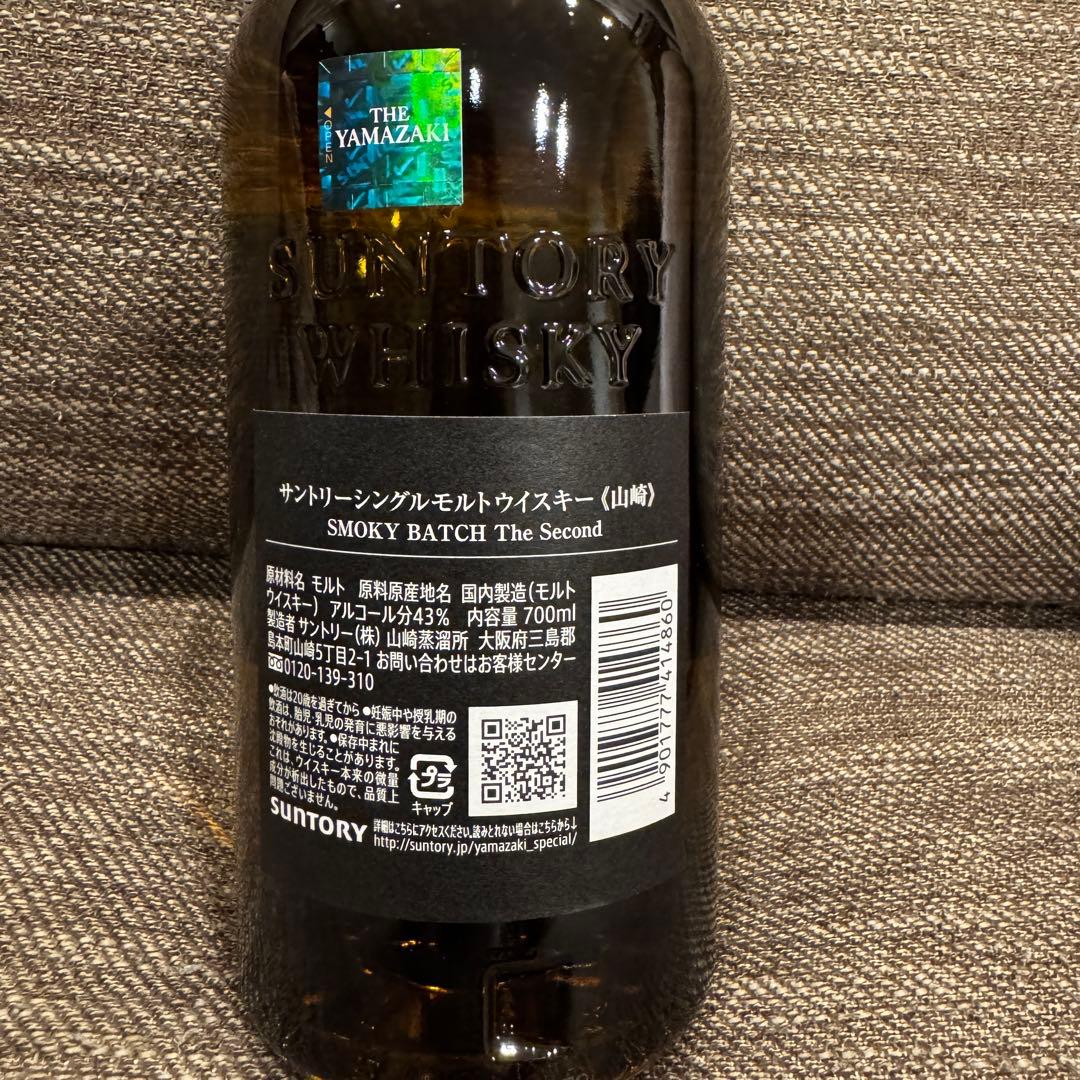 THE
YAMAZAKI
OPEN
SUNTORY
WHISKY
サントリーシングルモルトウイスキー《山崎》
SMOKY BATCH The Second
原材料名 モルト 原料原産地名 国内製造(モルト
ウイスキー) アルコール分43% 内容量 700ml
製造者 サントリー(株) 山崎蒸溜所 大阪府三島郡
島本町山崎5丁目2-1 お問い合わせはお客様センター
0120-139-310
●飲酒は20歳を過ぎてから ●妊娠中や授乳期の
飲酒は、胎児・乳児の発育に悪影響を与える
おそれがあります。●保存中まれに
沈殿物を生じることがあります。
これは、ウイスキー本来の微量
成分が析出したもので、品質上
問題ございません。
プラ
キャップ
SUNTORY
詳細はこちらにアクセスください。読みとれない場合はこちらから↓
http://suntory.jp/yamazaki_special/
4 901777 414860